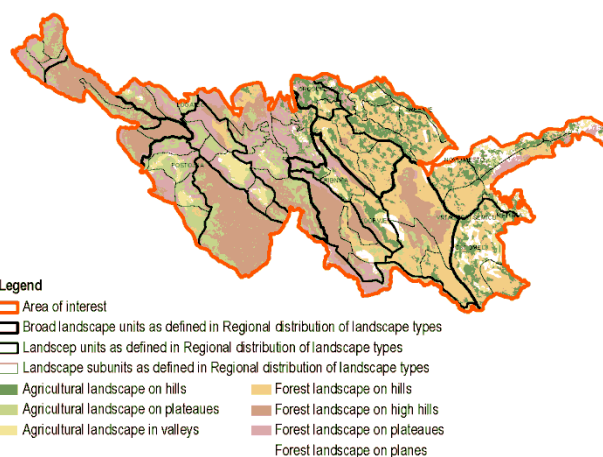 Legend
Area of interest
Broad landscape units as defined in Regional distribution of landscape types
Landscep units as defined in Regional distribution of landscape types
Landscape subunits as defined in Regional distribution of landscape types
Agricultural landscape on hills
Agricultural landscape on plateaues
Agricultural landscape in valleys
Forest landscape on hills
Forest landscape on high hills
Forest landscape on plateaues
Forest landscape on planes